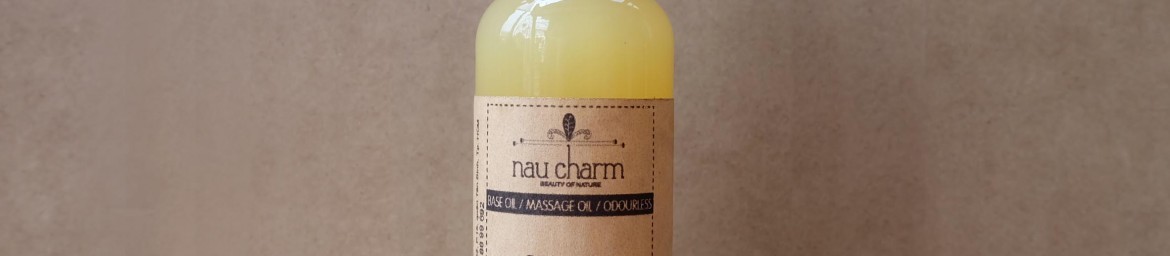 nau charm
BEAUTY OF NATURE
BASE OIL / MASSAGE OIL / ODOURLESS